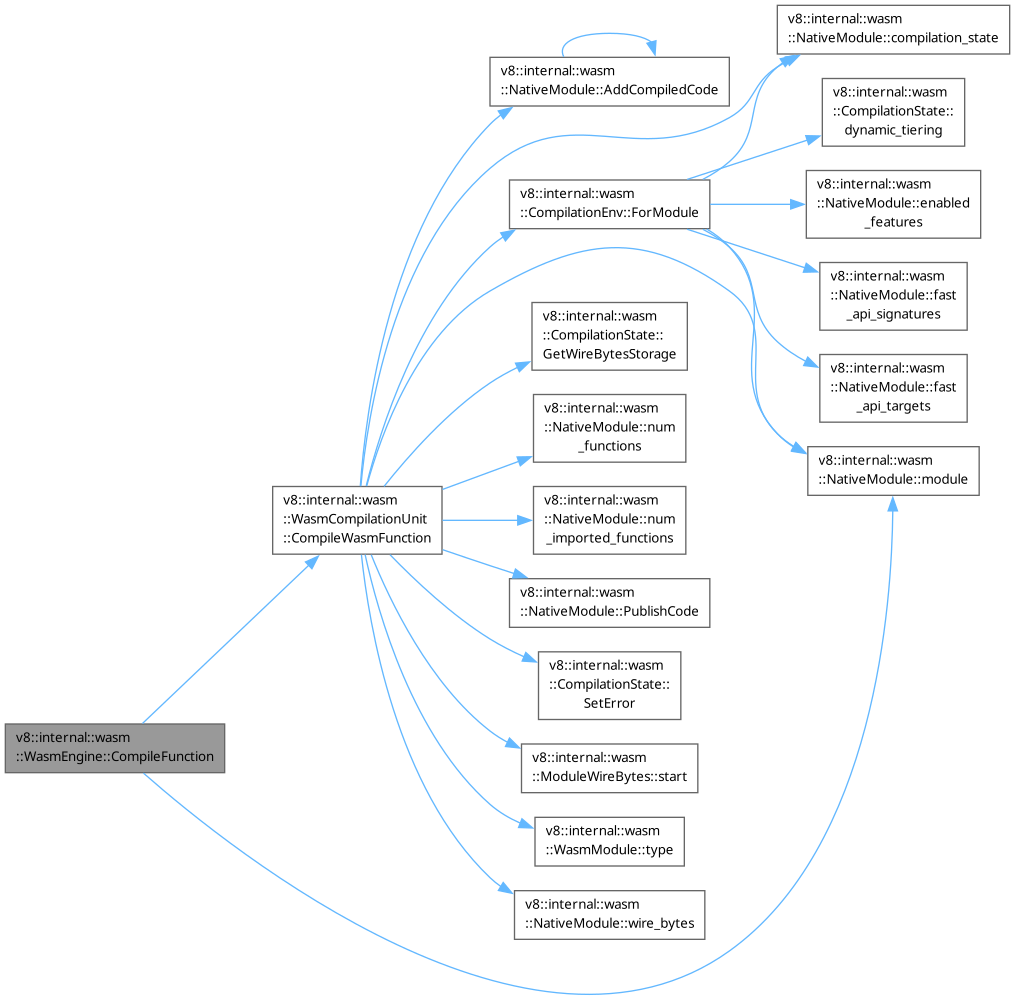 v8::internal::wasm
::WasmEngine::CompileFunction
v8::internal::wasm
::WasmCompilationUnit
::CompileWasmFunction
v8::internal::wasm
::NativeModule::AddCompiledCode
v8::internal::wasm
::CompilationEnv::ForModule
v8::internal::wasm
::CompilationState::
GetWireBytesStorage
v8::internal::wasm
::NativeModule::num
_functions
v8::internal::wasm
::NativeModule::num
_imported_functions
v8::internal::wasm
::NativeModule::PublishCode
v8::internal::wasm
::CompilationState::
SetError
v8::internal::wasm
::ModuleWireBytes::start
v8::internal::wasm
::WasmModule::type
v8::internal::wasm
::NativeModule::wire_bytes
v8::internal::wasm
::NativeModule::compilation_state
v8::internal::wasm
::CompilationState::
dynamic_tiering
v8::internal::wasm
::NativeModule::enabled
_features
v8::internal::wasm
::NativeModule::fast
_api_signatures
v8::internal::wasm
::NativeModule::fast
_api_targets
v8::internal::wasm
::NativeModule::module